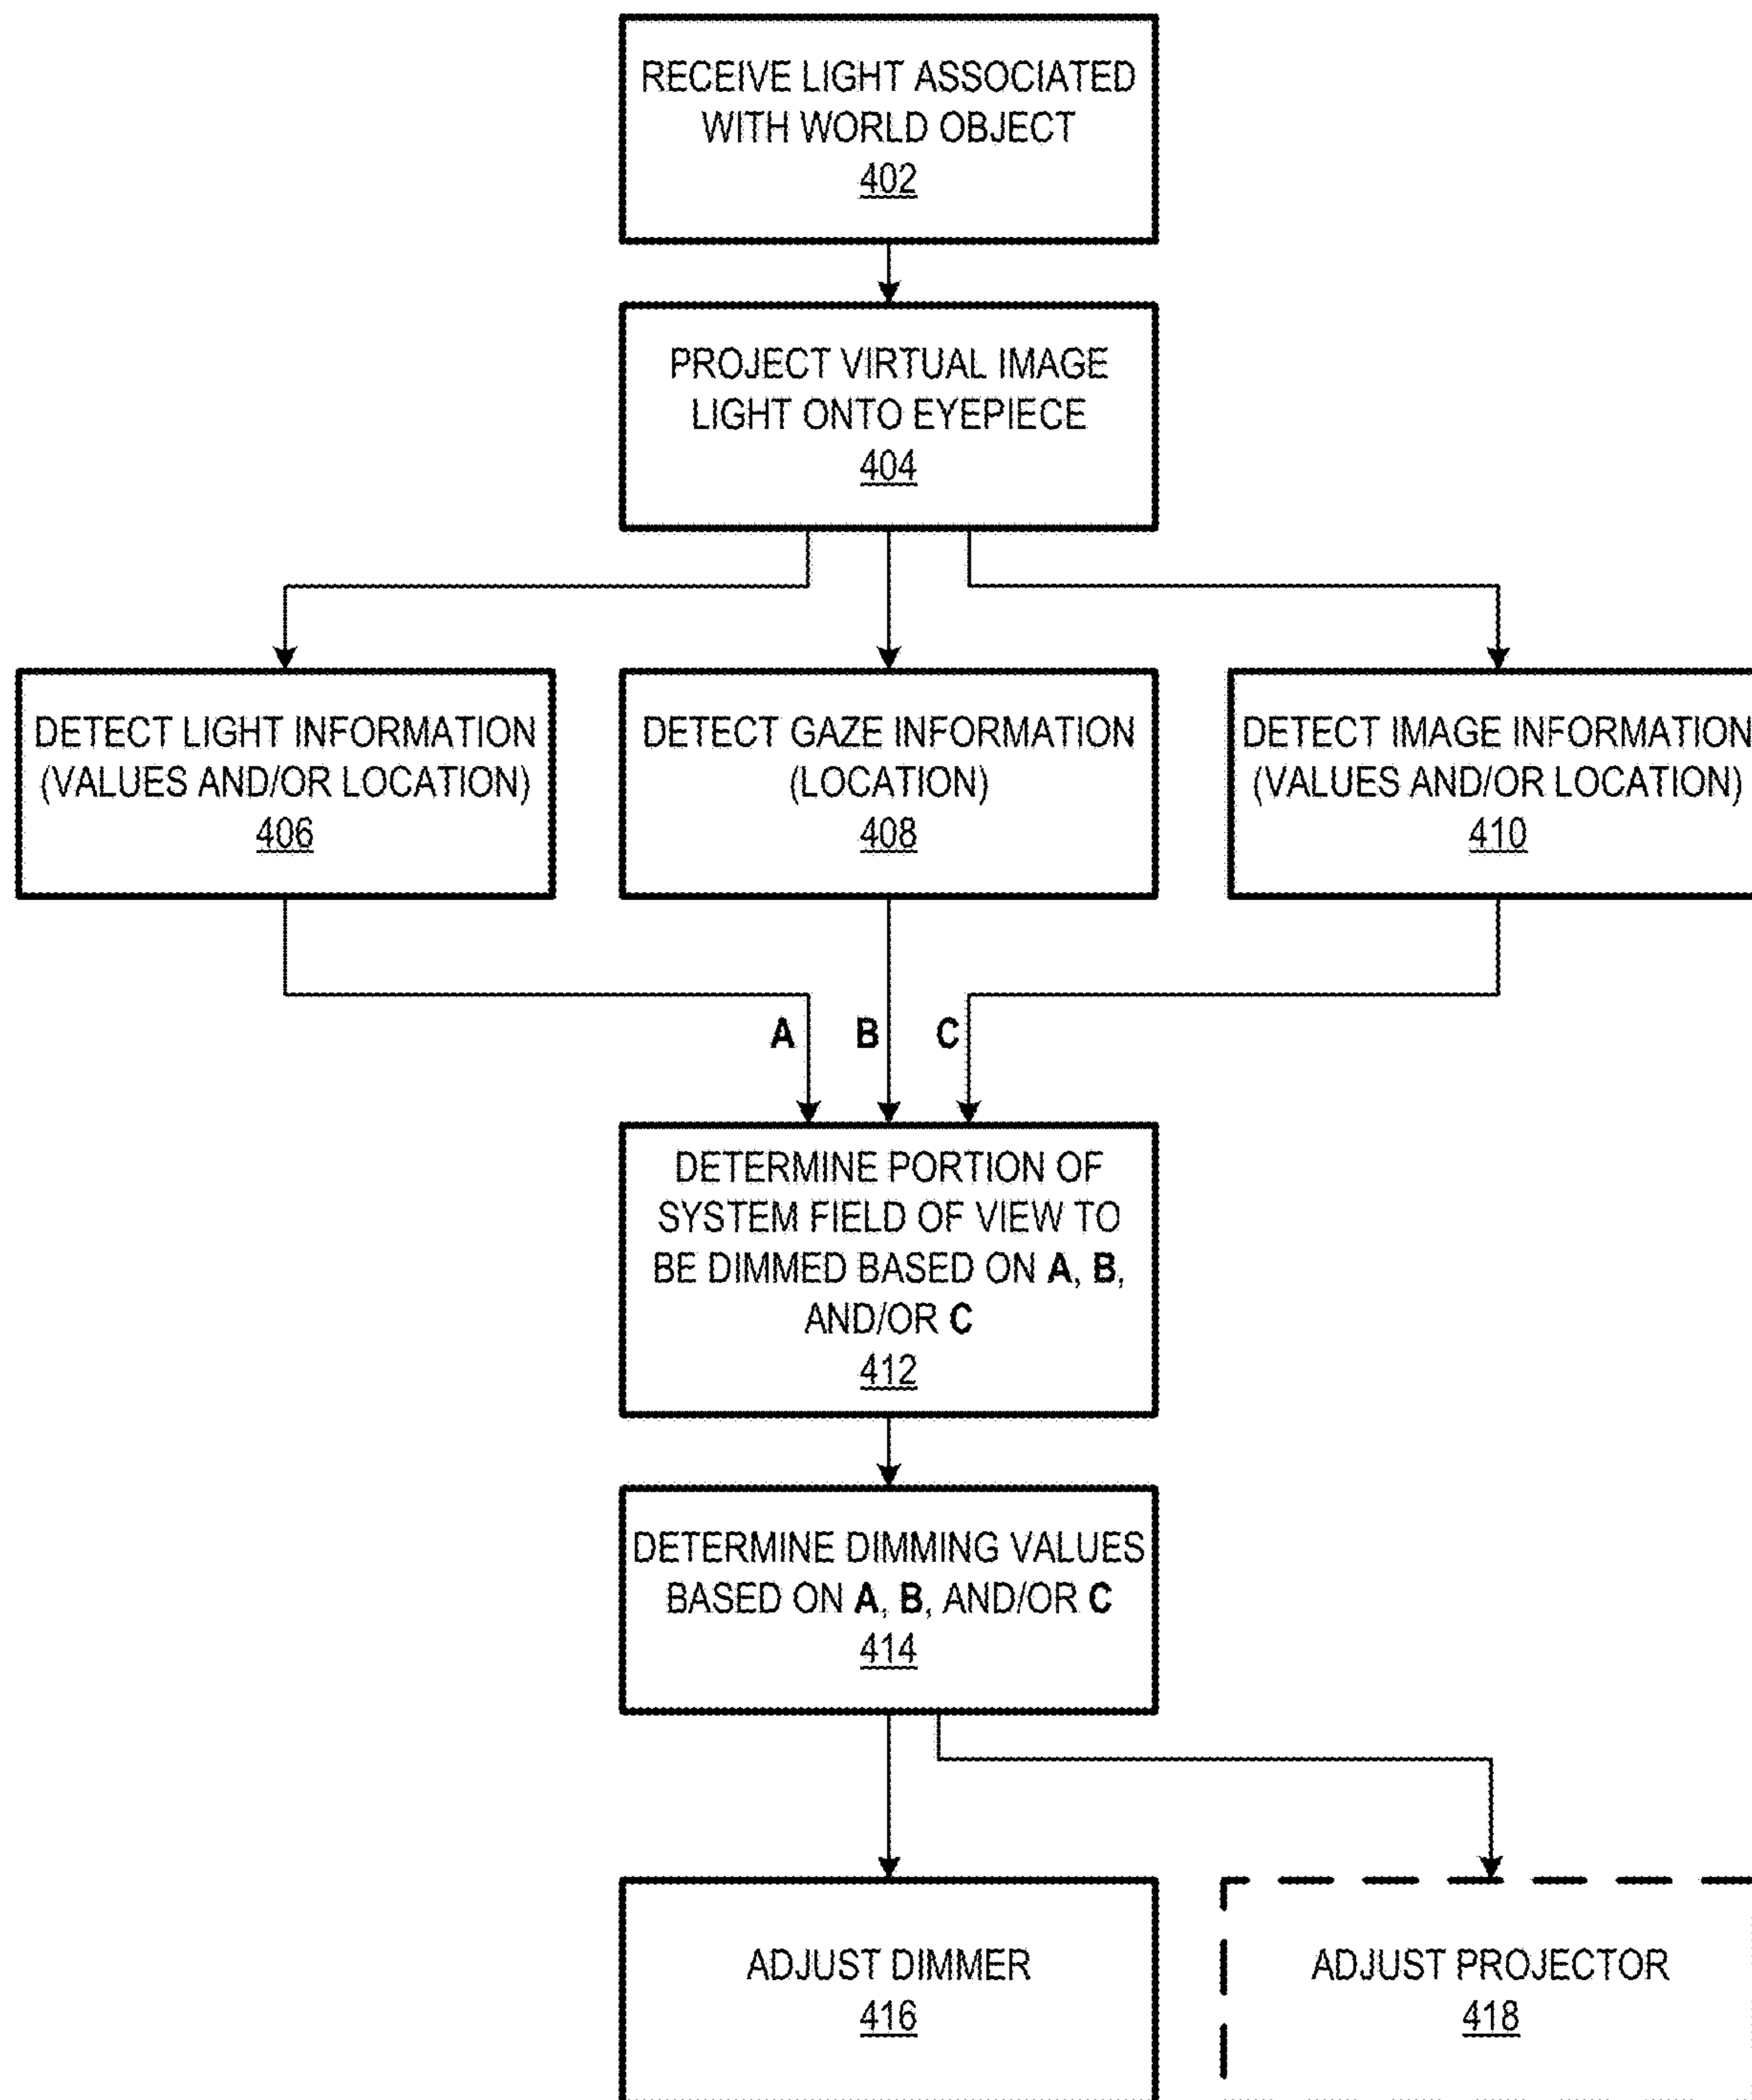 RECEIVE LIGHT ASSOCIATED
WITH WORLD OBJECT
402
PROJECT VIRTUAL IMAGE
LIGHT ONTO EYEPIECE
404
DETECT LIGHT INFORMATION
(VALUES AND/OR LOCATION)
406
DETECT GAZE INFORMATION
(LOCATION)
408
DETECT IMAGE INFORMATION
(VALUES AND/OR LOCATION)
410
A
B
C
DETERMINE PORTION OF
SYSTEM FIELD OF VIEW TO
BE DIMMED BASED ON A, B,
AND/OR C
412
DETERMINE DIMMING VALUES
BASED ON A, B, AND/OR C
414
ADJUST DIMMER
416
ADJUST PROJECTOR
418